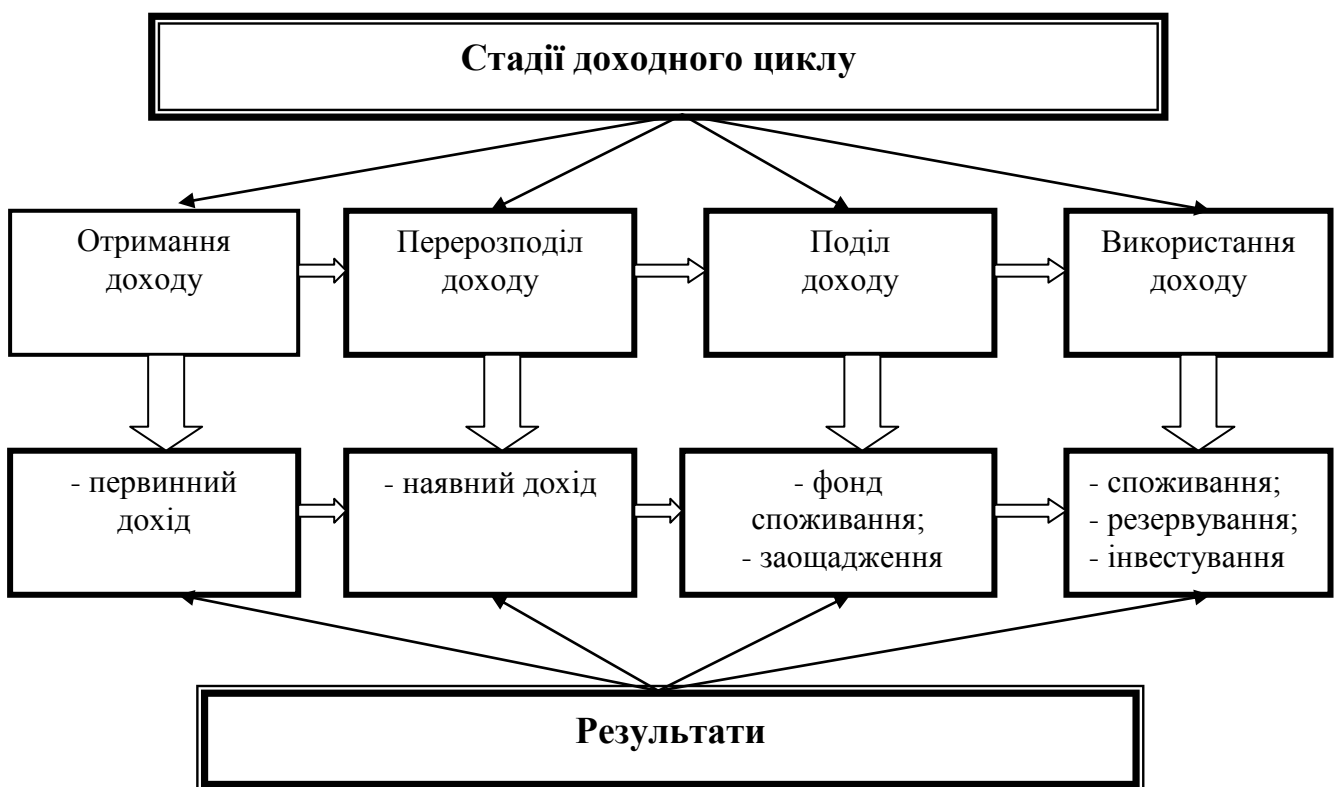 Стадії доходного циклу
Отримання
доходу
Перерозподіл
доходу
Поділ
доходу
Використання
доходу
- первинний
дохід
- наявний дохід
- фонд
споживання;
- заощадження
- споживання;
- резервування;
- інвестування
Результати